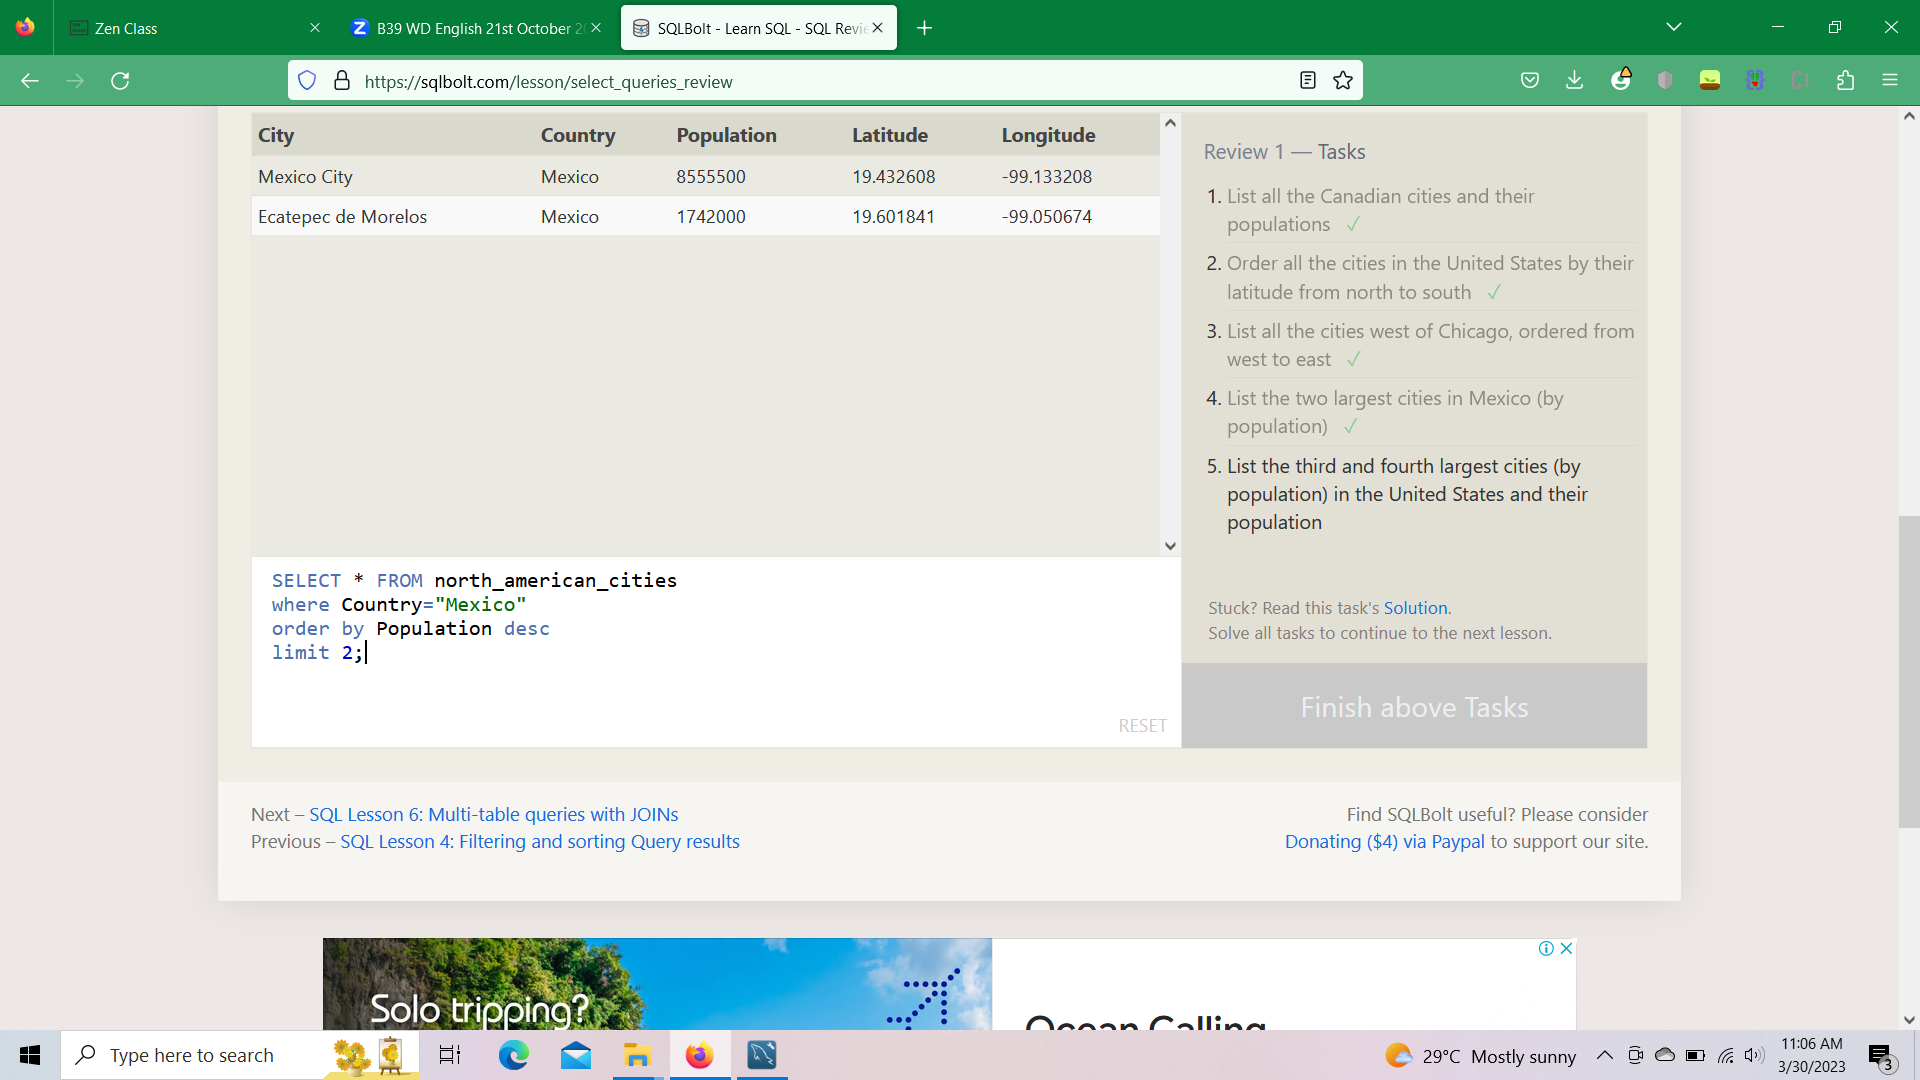 Zen Class
B39 WD English 21st October 20
SQLBolt - Learn SQL - SQL Revie
https://sqlbolt.com/lesson/select_queries_review
City Country Population Latitude Longitude
Mexico City Mexico 8555500 19.432608 -99.133208
Ecatepec de Morelos Mexico 1742000 19.601841 -99.050674
Review 1 — Tasks
1. List all the Canadian cities and their
populations ✓
2. Order all the cities in the United States by their
latitude from north to south ✓
3. List all the cities west of Chicago, ordered from
west to east ✓
4. List the two largest cities in Mexico (by
population) ✓
5. List the third and fourth largest cities (by
population) in the United States and their
population
Stuck? Read this task's Solution.
Solve all tasks to continue to the next lesson.
Finish above Tasks
SELECT * FROM north_american_cities
where Country="Mexico"
order by Population desc
limit 2;
RESET
Next – SQL Lesson 6: Multi-table queries with JOINs
Previous – SQL Lesson 4: Filtering and sorting Query results
Find SQLBolt useful? Please consider
Donating ($4) via Paypal to support our site.
Solo tripping?
Ocean Calling
Type here to search
29°C Mostly sunny
11:06 AM
3/30/2023
3